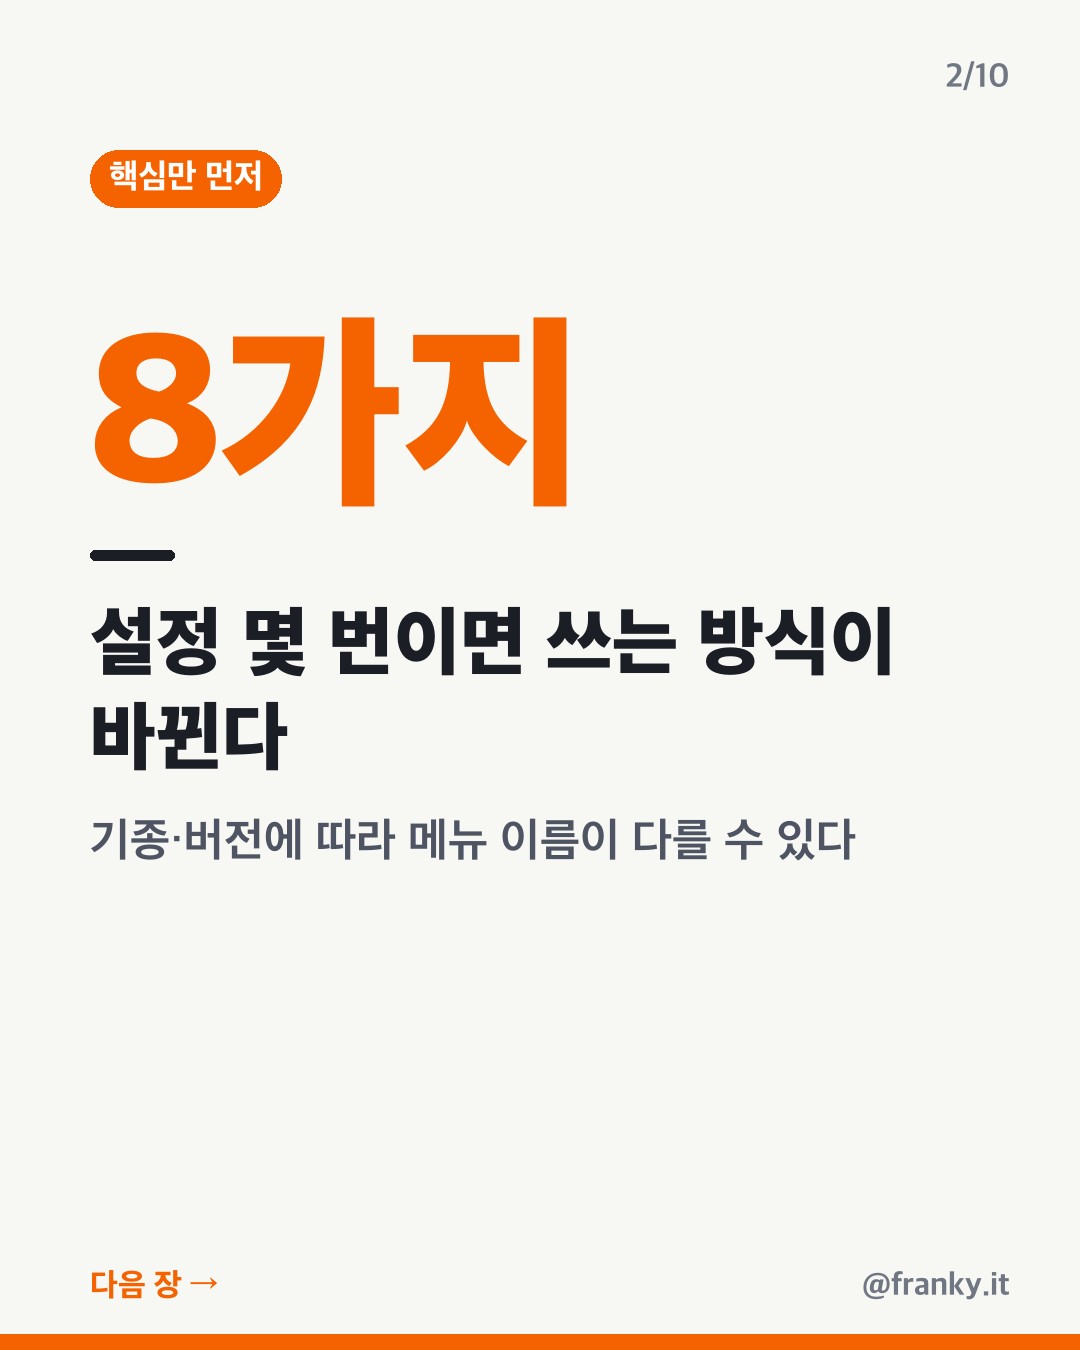 2/10
핵심만 먼저
8가지
설정 몇 번이면 쓰는 방식이
바뀐다
기종·버전에 따라 메뉴 이름이 다를 수 있다
다음 장 →
@franky.it